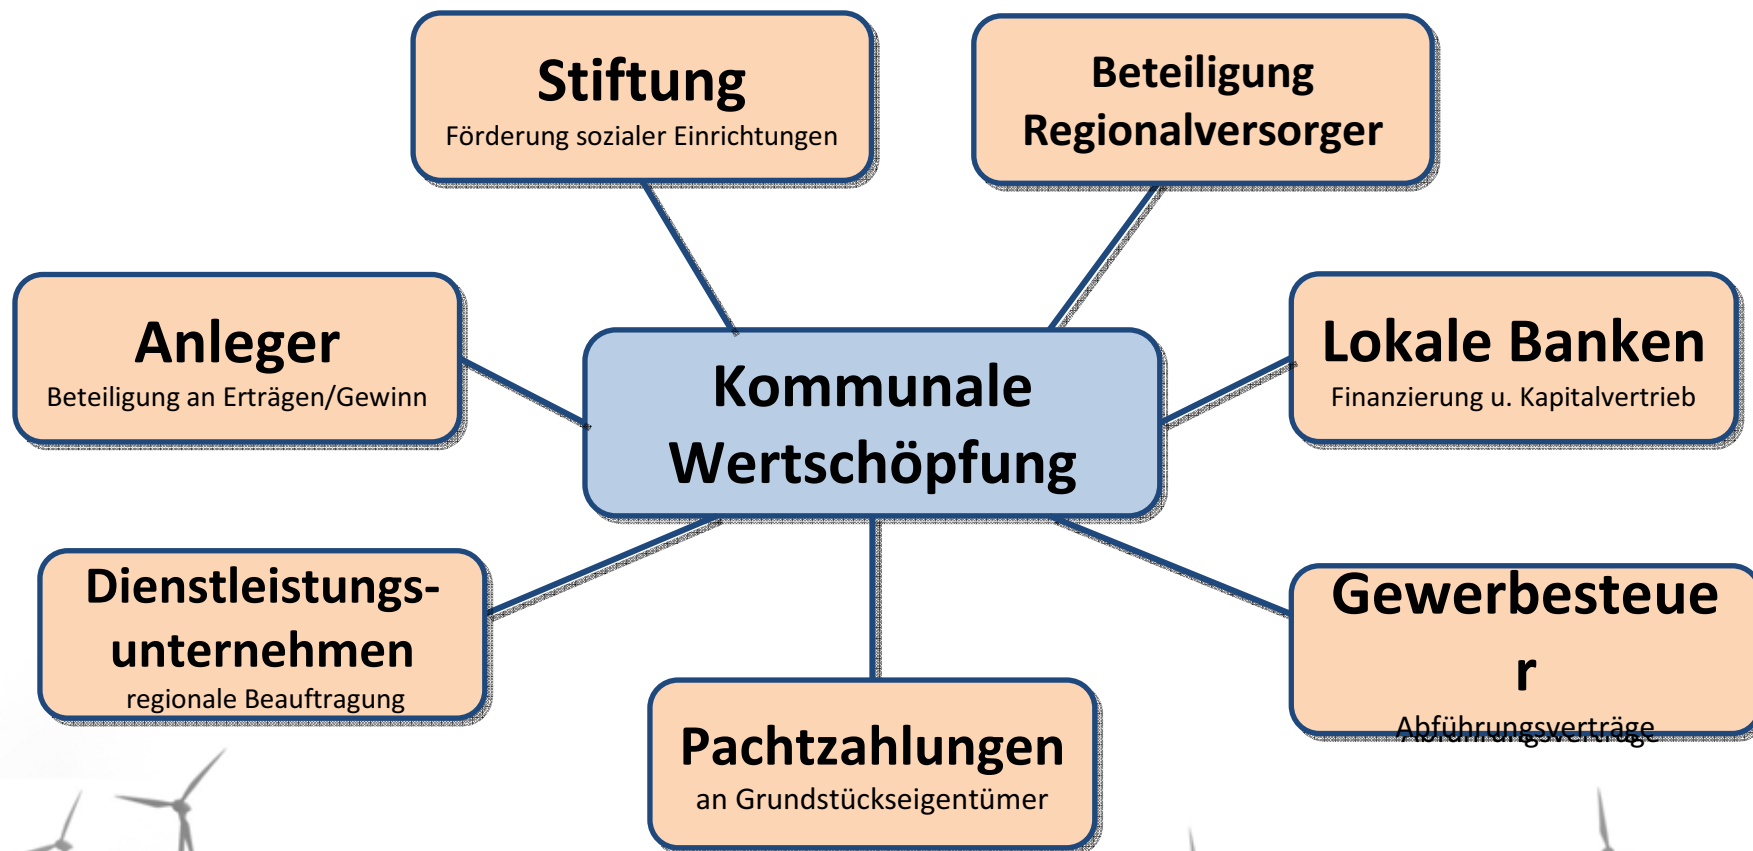 Stiftung
Förderung sozialer Einrichtungen
Beteiligung
Regionalversorger
Anleger
Beteiligung an Erträgen/Gewinn
Kommunale
Wertschöpfung
Lokale Banken
Finanzierung u. Kapitalvertrieb
Dienstleistungs-
unternehmen
regionale Beauftragung
Pachtzahlungen
an Grundstückseigentümer
Gewerbesteue
r
Abführungsverträge